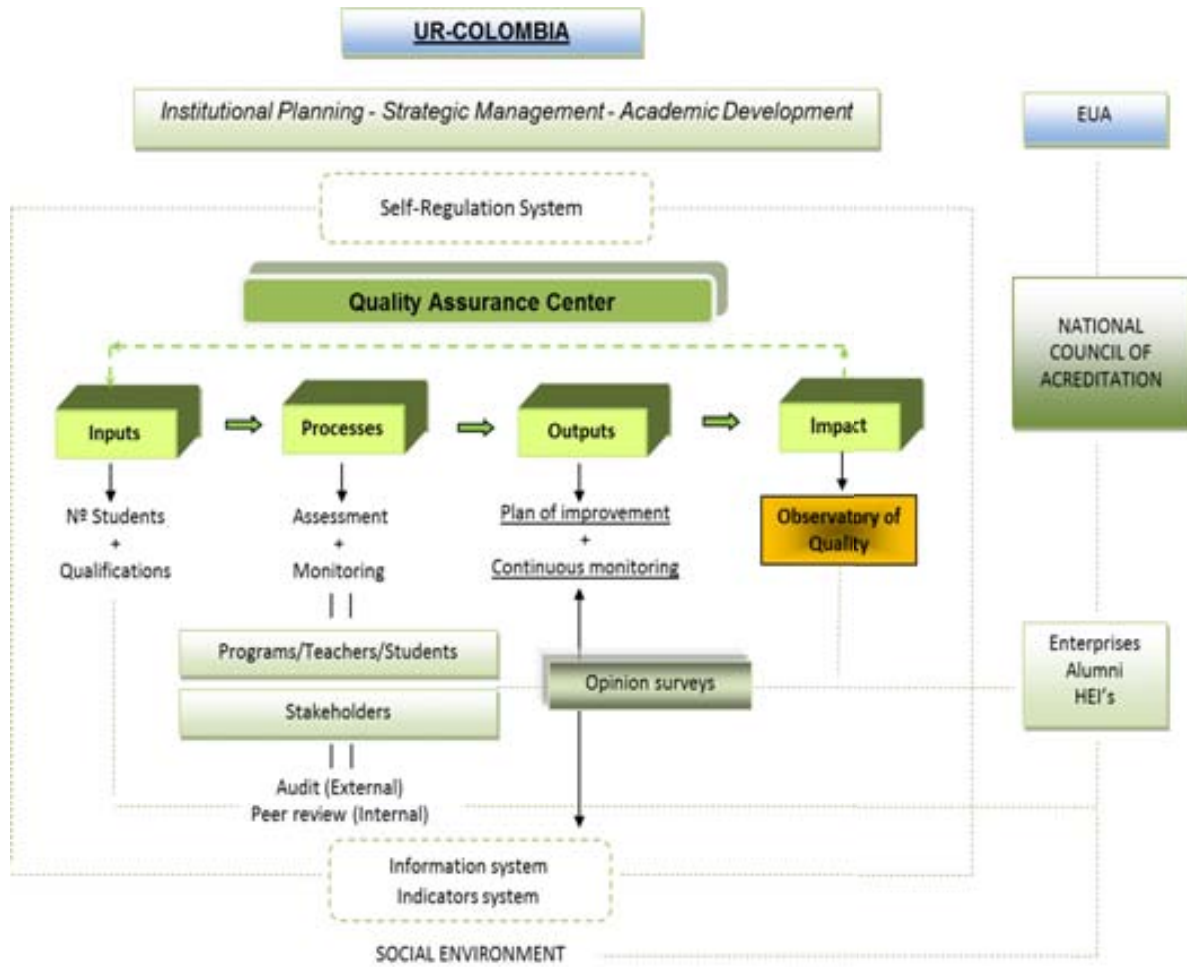 UR-COLOMBIA
Institutional Planning - Strategic Management - Academic Development
EUA
Self-Regulation System
Quality Assurance Center
NATIONAL
COUNCIL OF
ACREDITATION
Inputs
Processes
Outputs
Impact
Nº Students
+
Qualifications
Assessment
+
Monitoring
Plan of improvement
+
Continuous monitoring
Observatory of
Quality
Programs/Teachers/Students
Stakeholders
Opinion surveys
Enterprises
Alumni
HEI's
Audit (External)
Peer review (Internal)
Information system
Indicators system
SOCIAL ENVIRONMENT